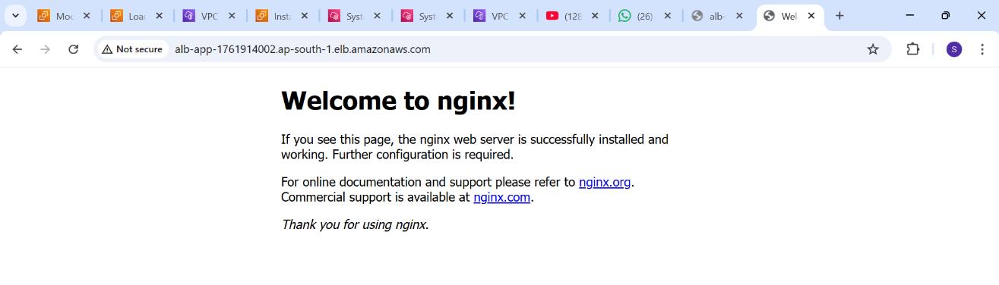 Moc
Load
VPC
Insta
Syste
Syste
VPC
(128
(26)
alb-
Wel
Not secure
alb-app-1761914002.ap-south-1.elb.amazonaws.com
S
Welcome to nginx!
If you see this page, the nginx web server is successfully installed and
working. Further configuration is required.
For online documentation and support please refer to nginx.org.
Commercial support is available at nginx.com.
Thank you for using nginx.